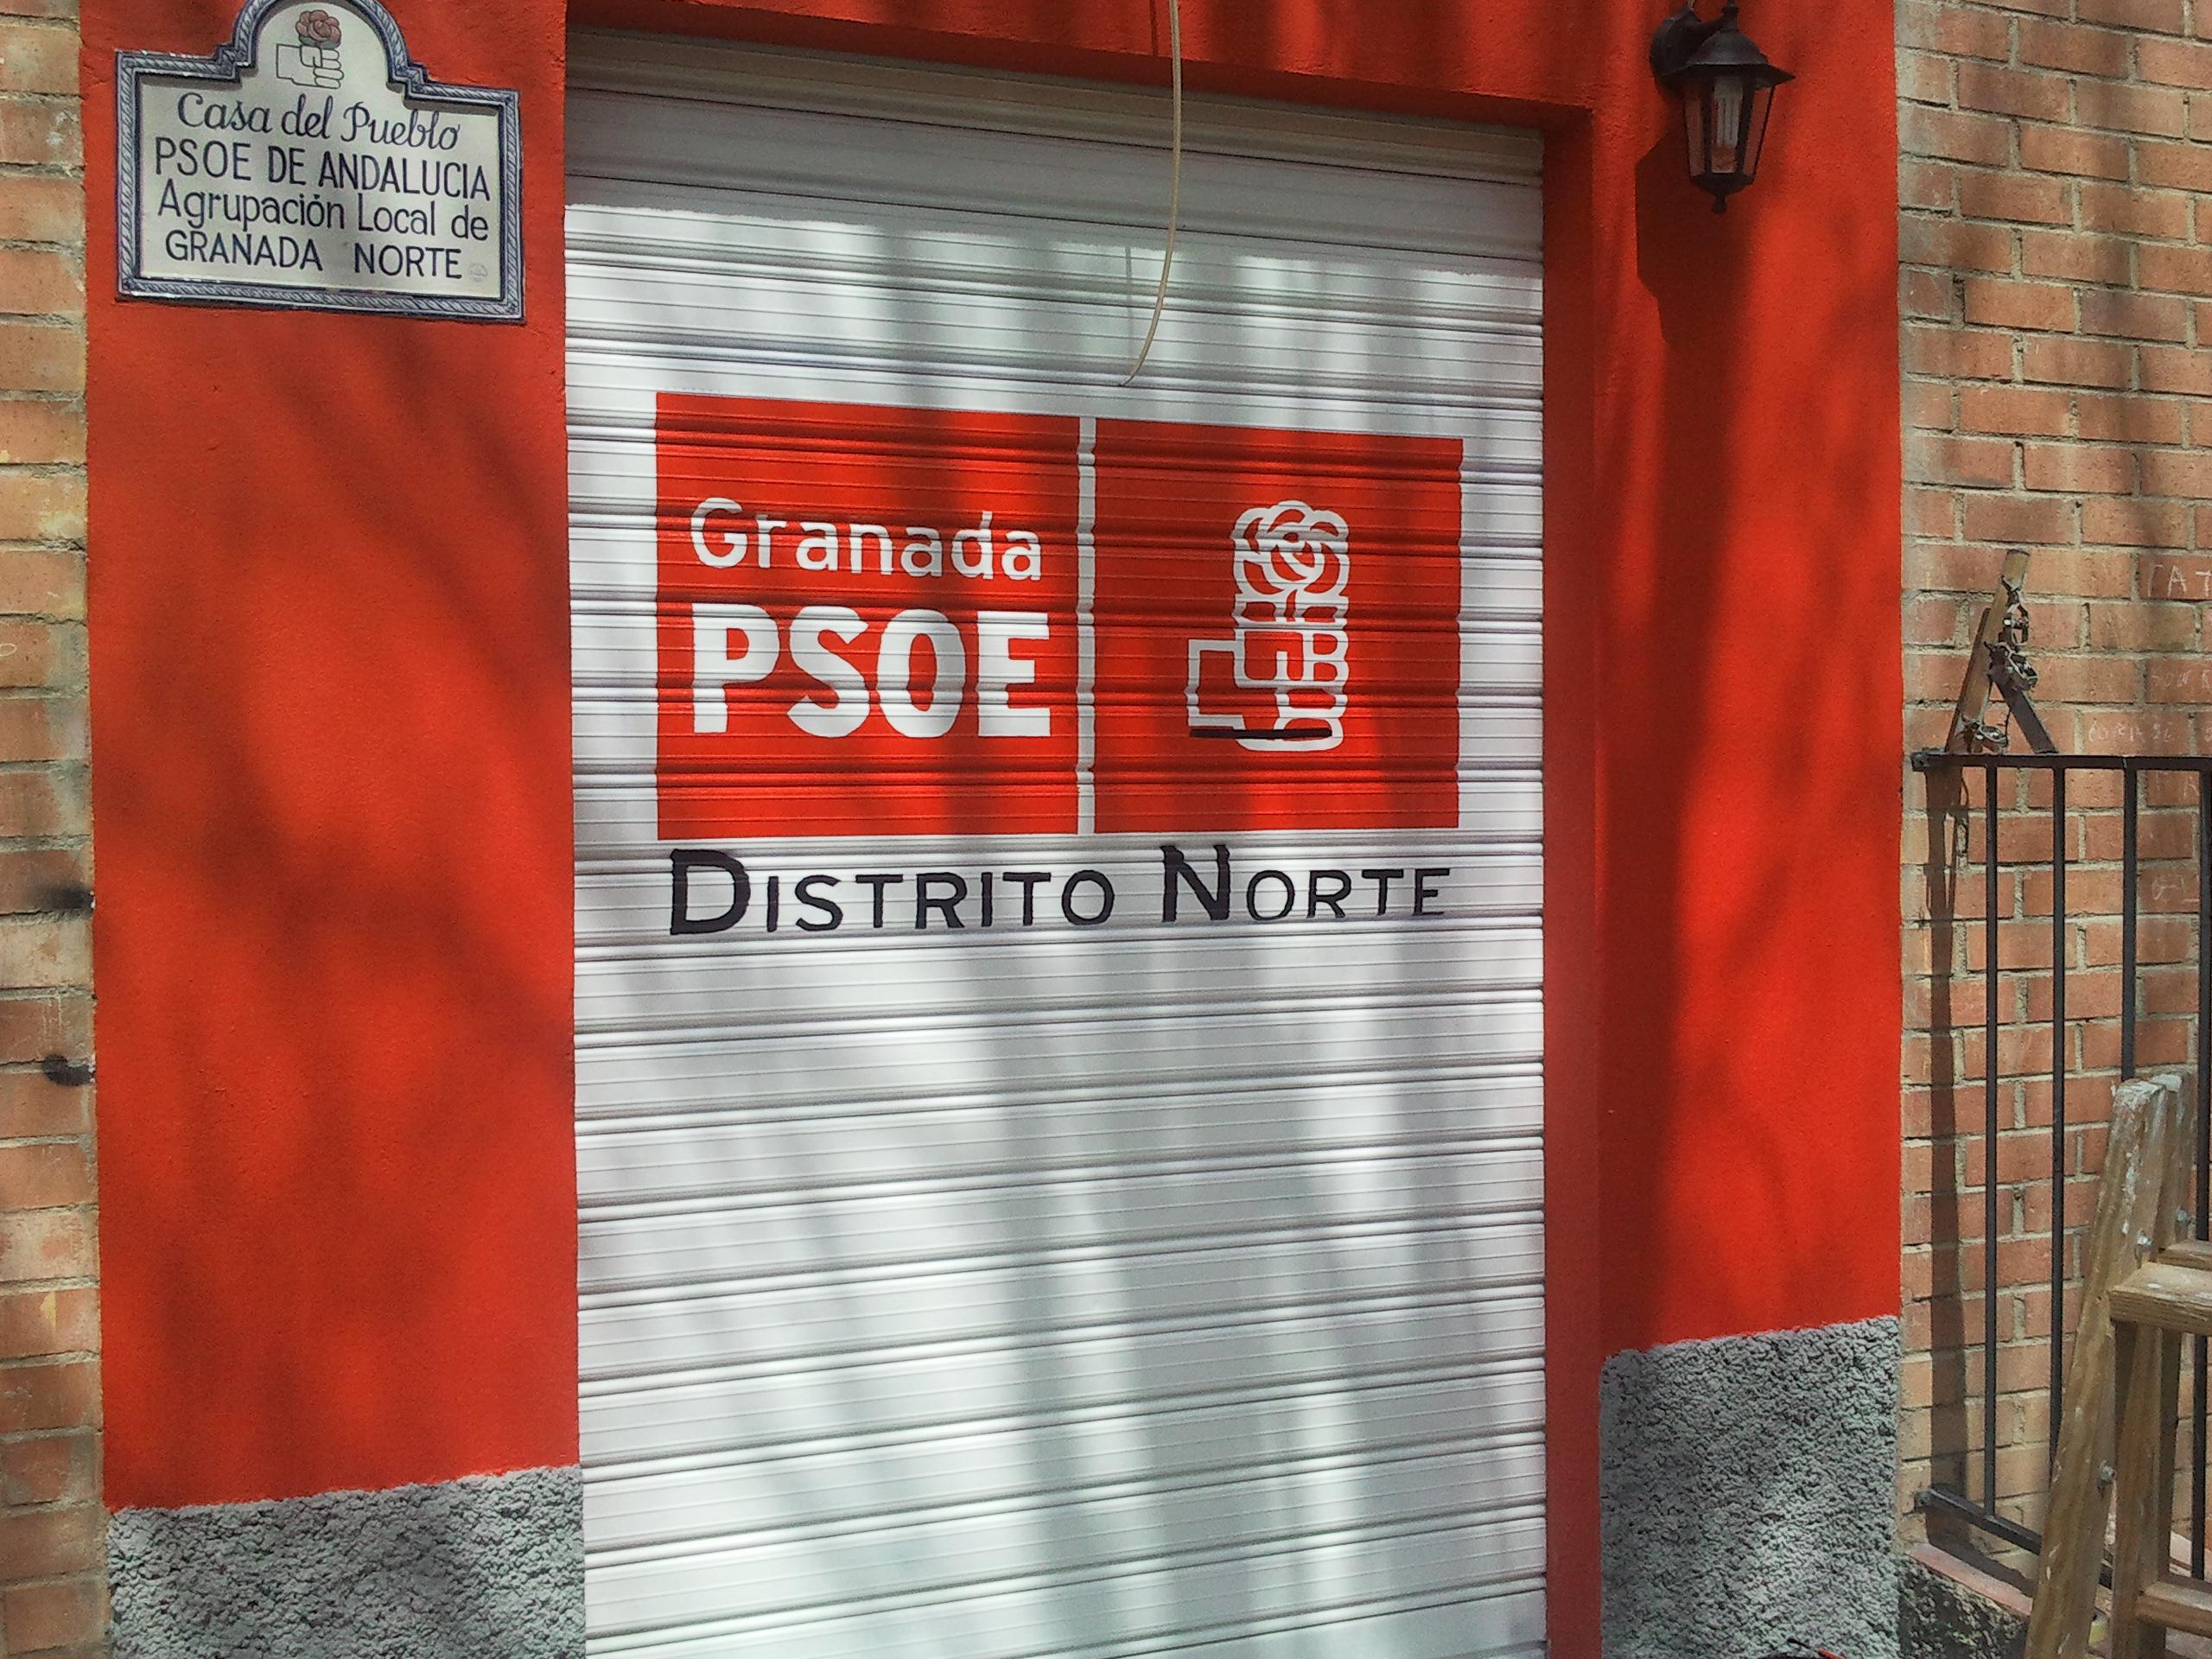 Casa del Pueblo
PSOE DE ANDALUCIA
Agrupación Local de
GRANADA NORTE
Granada
PSOE
DISTRITO NORTE